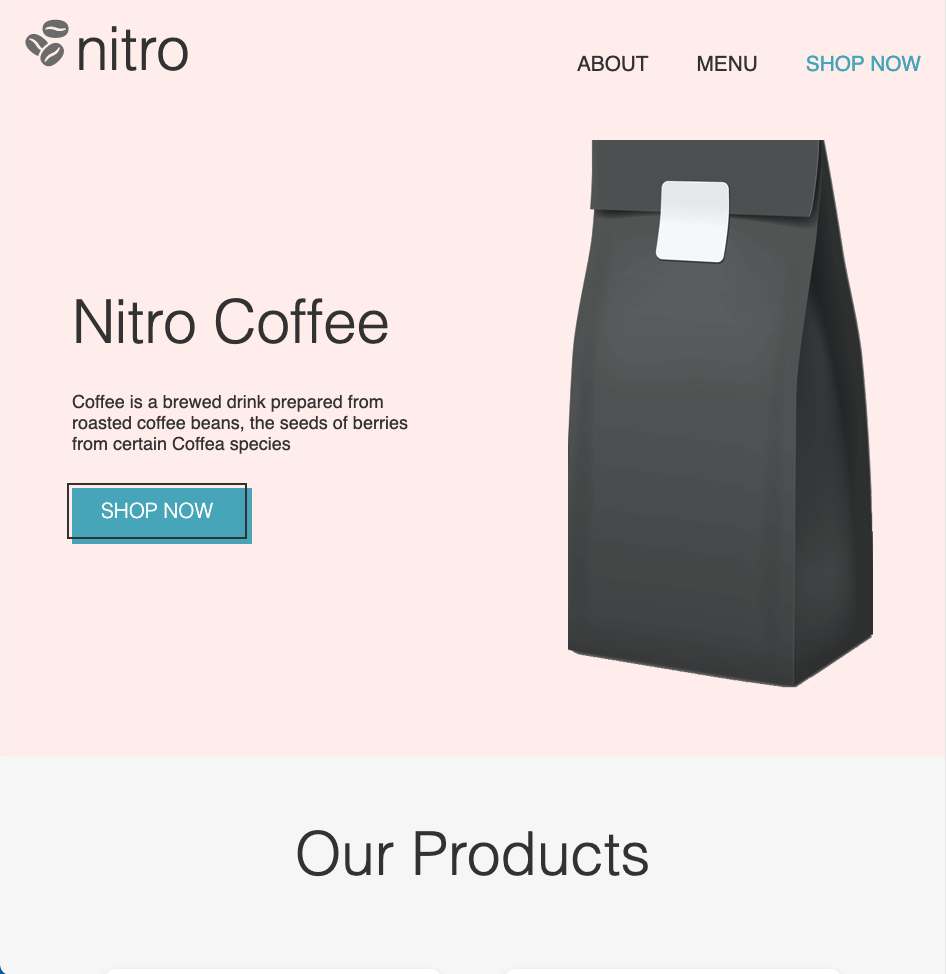 nitro
ABOUT
MENU
SHOP NOW
Nitro Coffee
Coffee is a brewed drink prepared from
roasted coffee beans, the seeds of berries
from certain Coffea species
SHOP NOW
Our Products